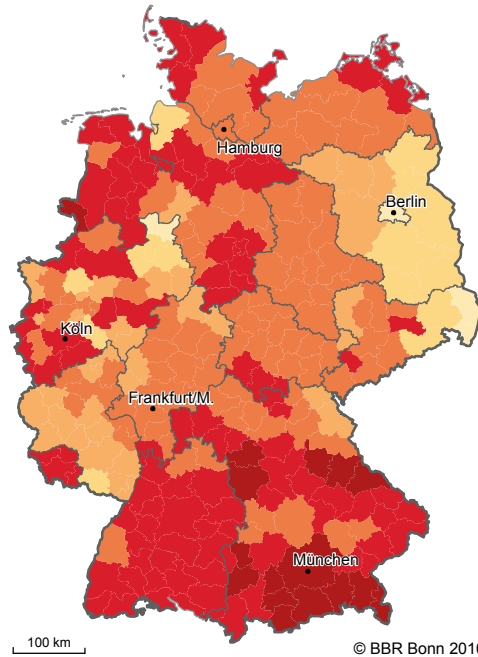 Hamburg
Berlin
Köln
Frankfurt/M.
München
100 km
© BBR Bonn 2010